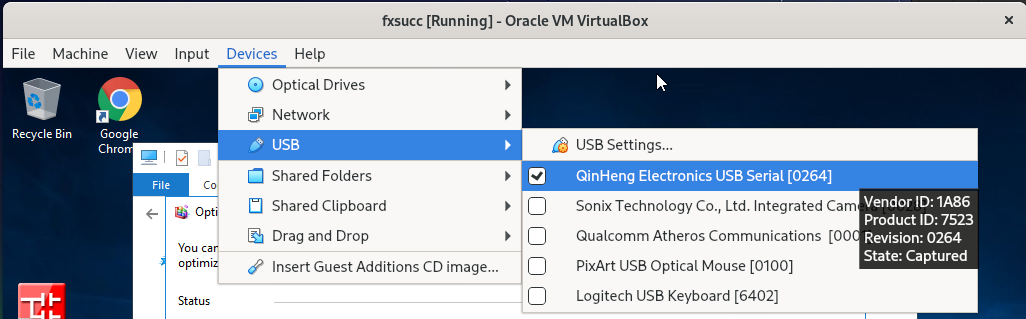 fxsucc [Running] - Oracle VM VirtualBox
File Machine View Input Devices Help
Recycle Bin
Google
Chrom
Optical Drives
Network
USB
Shared Folders
Shared Clipboard
Drag and Drop
Insert Guest Additions CD image...
USB Settings...
QinHeng Electronics USB Serial [0264]
Sonix Technology Co., Ltd. Integrated Cam
Qualcomm Atheros Communications [000
PixArt USB Optical Mouse [0100]
Logitech USB Keyboard [6402]
Vendor ID: 1A86
Product ID: 7523
Revision: 0264
State: Captured
File Co
Opti
You can
optimiz
Status